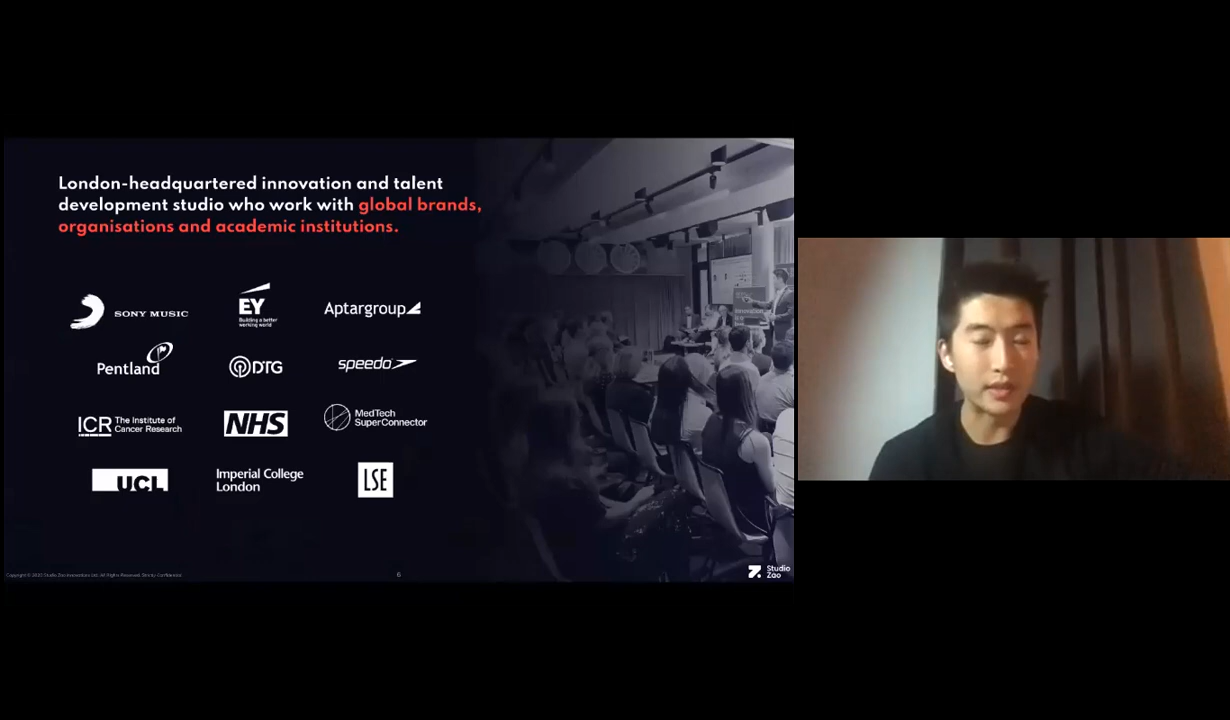 London-headquartered innovation and talent
development studio who work with global brands,
organisations and academic institutions.
SONY MUSIC
EY
Building a better
working world
Aptargroup
Pentland
DTG
speedo
ICR The Institute of
Cancer Research
NHS
MedTech
SuperConnector
UCL
Imperial College
London
LSE
6
Studio
Zao